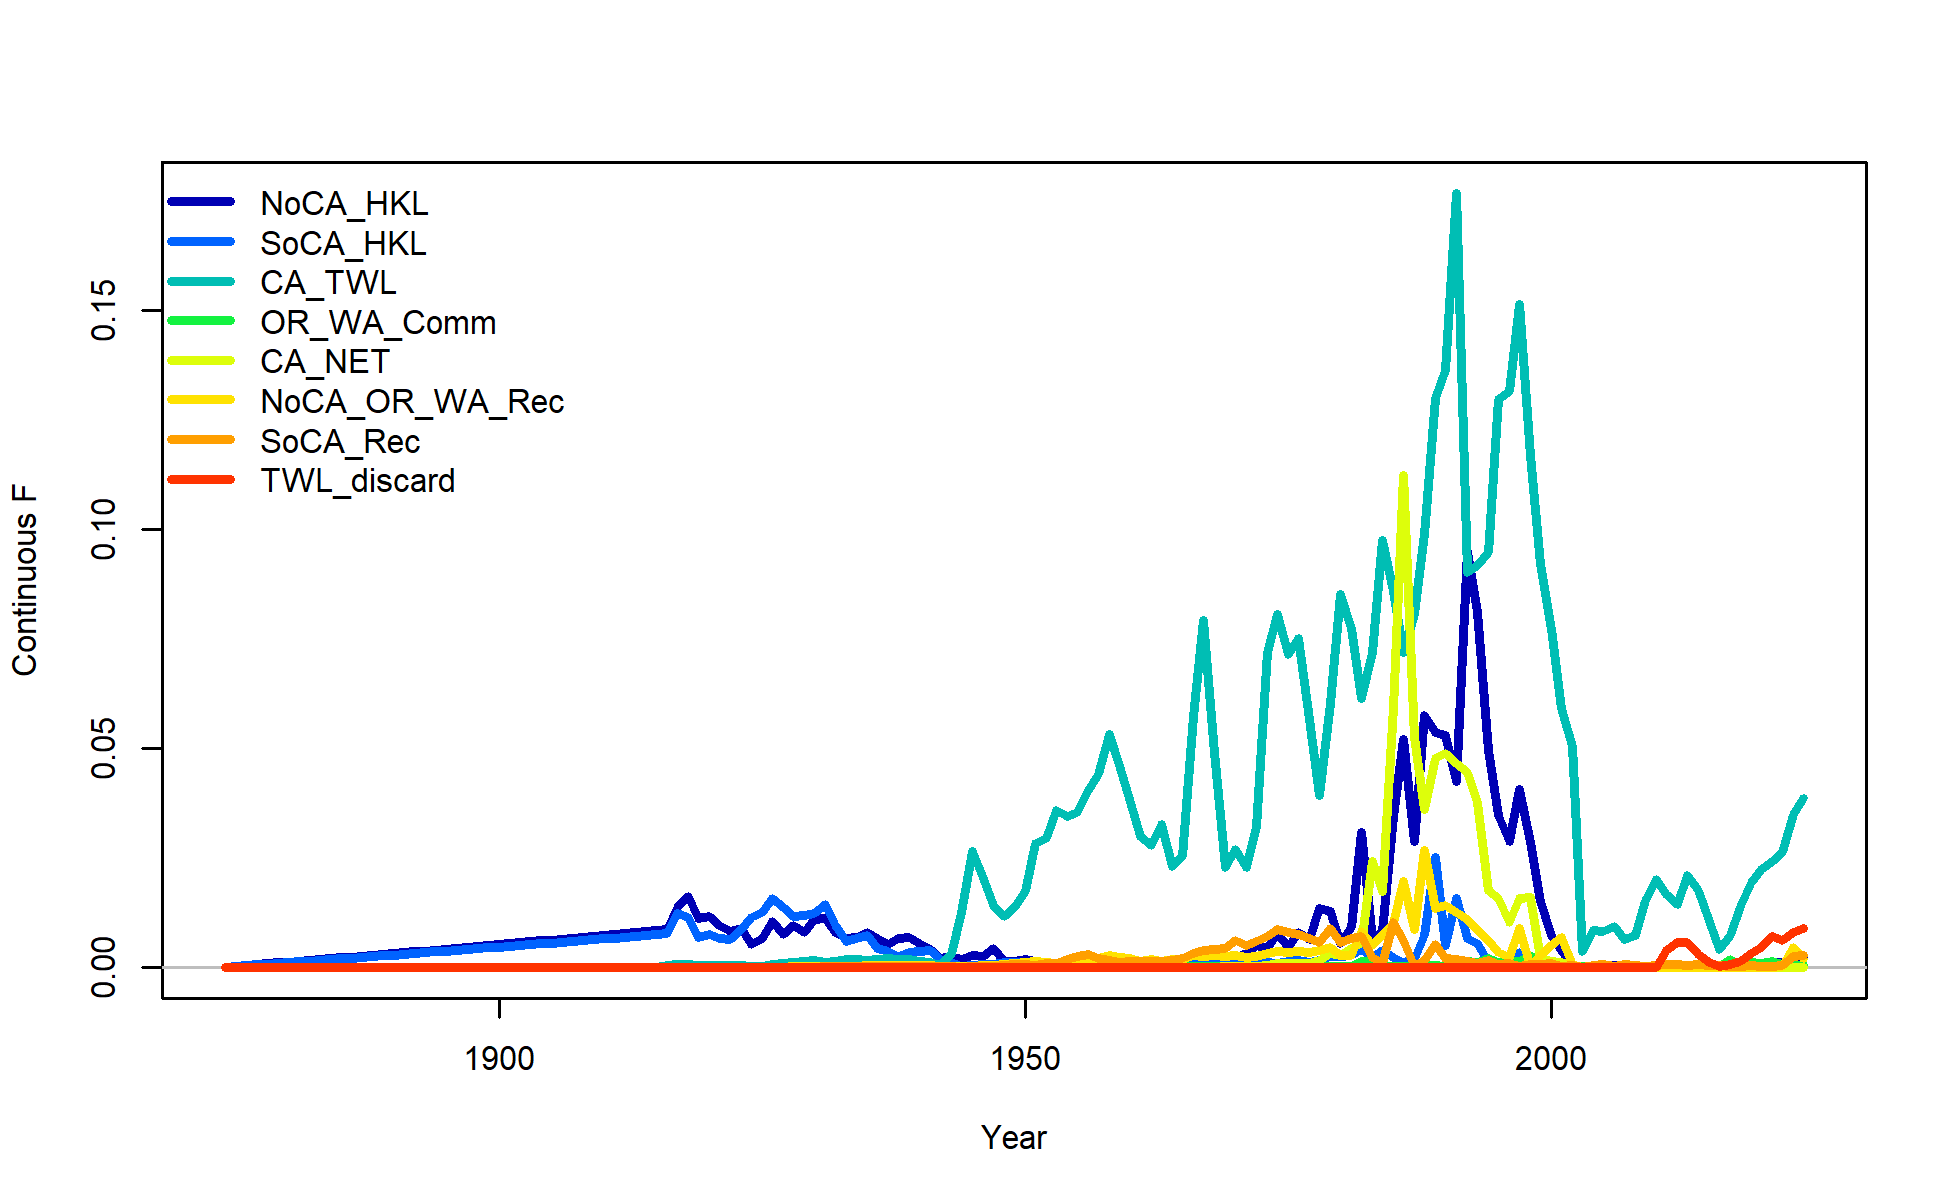 NoCA_HKL
SoCA_HKL
CA_TWL
OR_WA_Comm
CA_NET
NoCA_OR_WA_Rec
SoCA_Rec
TWL_discard
Continuous F
0.15
0.10
0.05
0.00
1900 1950 2000
Year